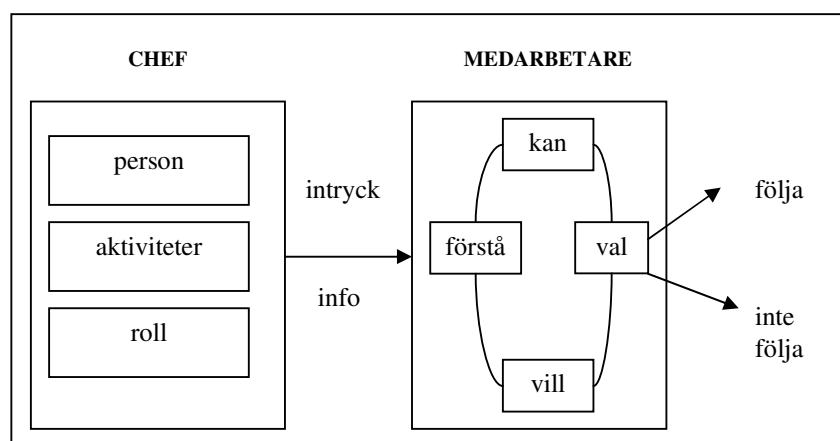 CHEF
MEDARBETARE
person
aktiviteter
roll
intryck
info
kan
förstå
val
vill
följa
inte
följa